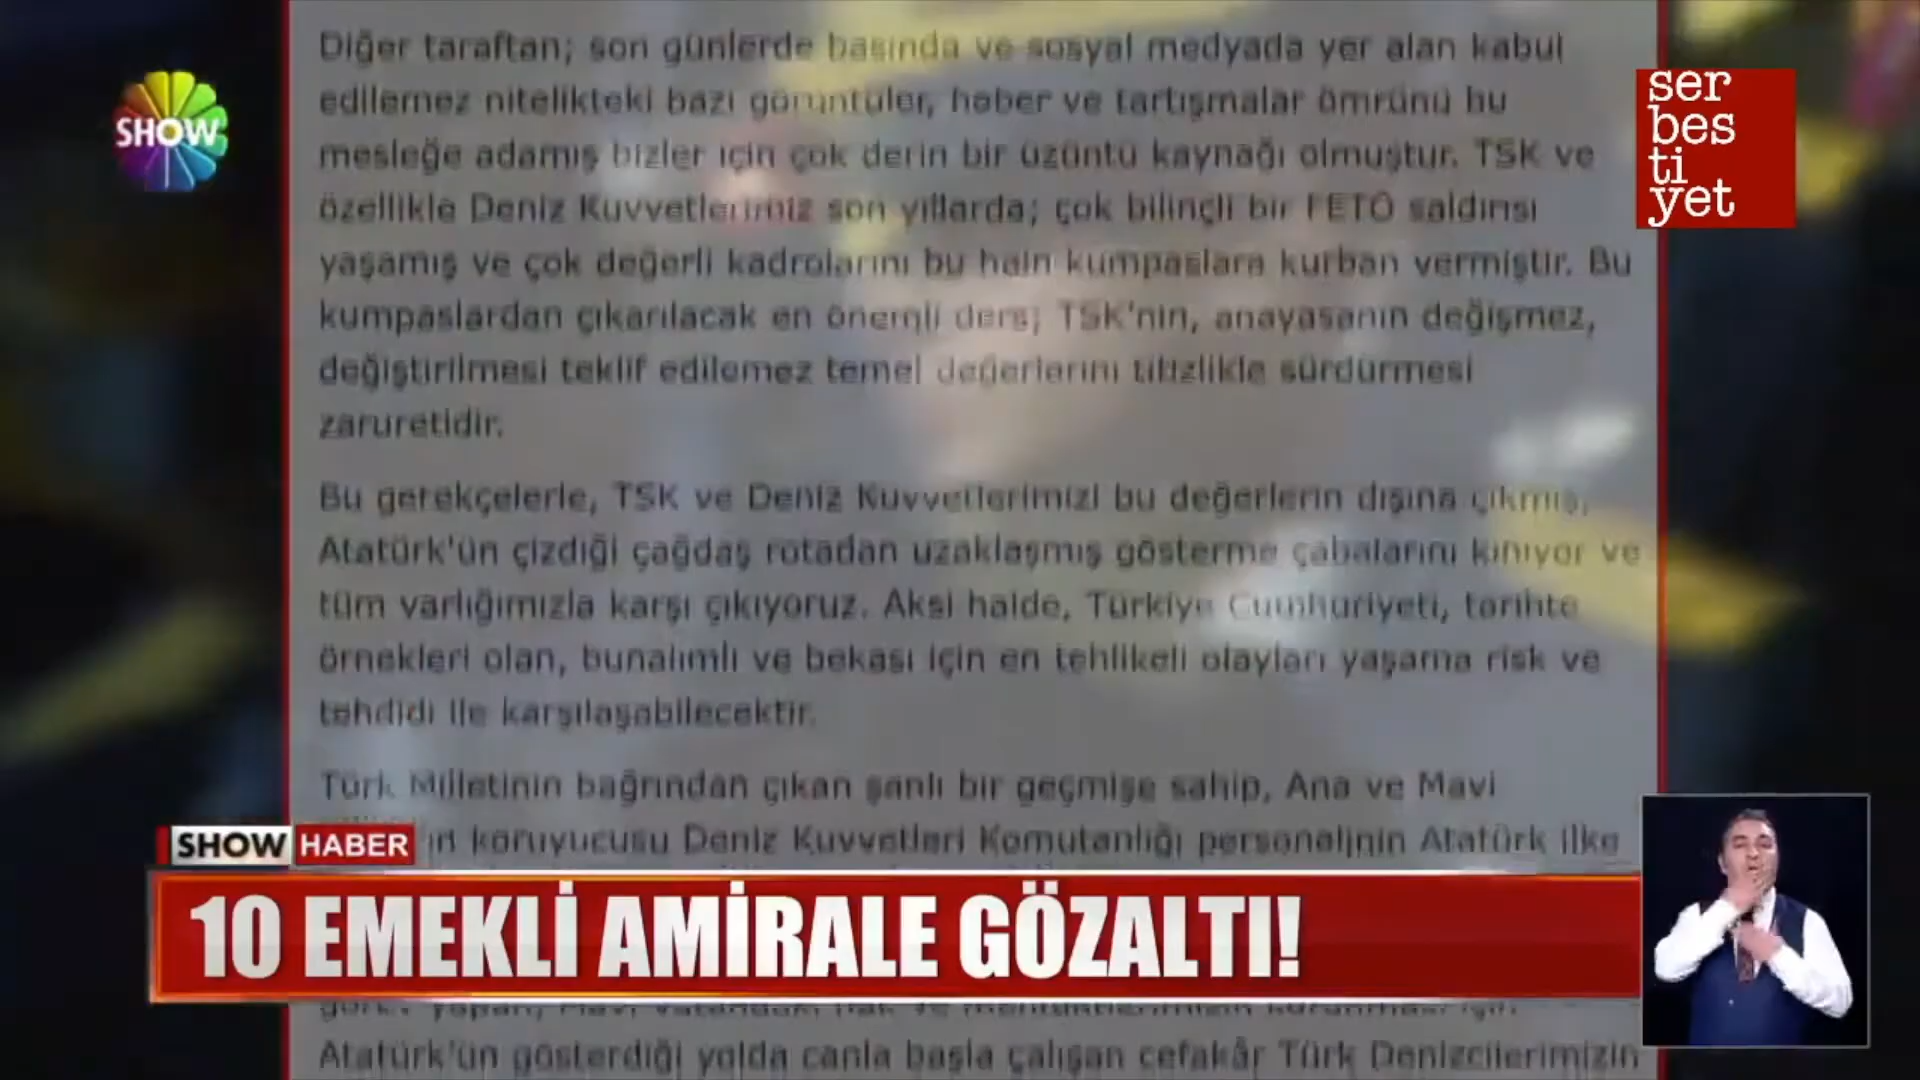 Diğer taraftan; son günlerde basında ve sosyal medyada yer alan kabul
edilemez nitelikteki bazı görüntüler, haber ve tartışmalar ömrünü bu
mesleğe adamış bizler için çok derin bir üzüntü kaynağı olmuştur. TSK ve
özellikle Deniz Kuvvetlerimiz son yıllarda; çok bilinçli bir FETÖ saldırısı
yaşamış ve çok değerli kadrolarını bu hain kumpaslara kurban vermiştir. Bu
kumpaslardan çıkarılacak en önemli ders; TSK'nin, anayasanın değişmez,
değiştirilmesi teklif edilemez temel değerlerini titizlikle sürdürmesi
zaruretidir.
Bu gerekçelerle, TSK ve Deniz Kuvvetlerimizi bu değerlerin dışına çıkmış,
Atatürk'ün çizdiği çağdaş rotadan uzaklaşmış gösterme çabalarını kınıyor ve
tüm varlığımızla karşı çıkıyoruz. Aksi halde, Türkiye Cumhuriyeti, tarihte
örnekleri olan, bunalımlı ve bekası için en tehlikeli olayları yaşama risk ve
tehdidi ile karşılaşabilecektir.
Türk Milletinin bağrından çıkan şanlı bir geçmişe sahip, Ana ve Mavi
koruyucusu Deniz Kuvvetleri Komutanlığı personelinin Atatürk ilke
Atatürk'ün gösterdiği yolda canla başla çalışan cefakâr Türk Denizcilerimizin
SHOW
ser
bes
ti
yet
SHOW HABER
10 EMEKLİ AMİRALE GÖZALTI!